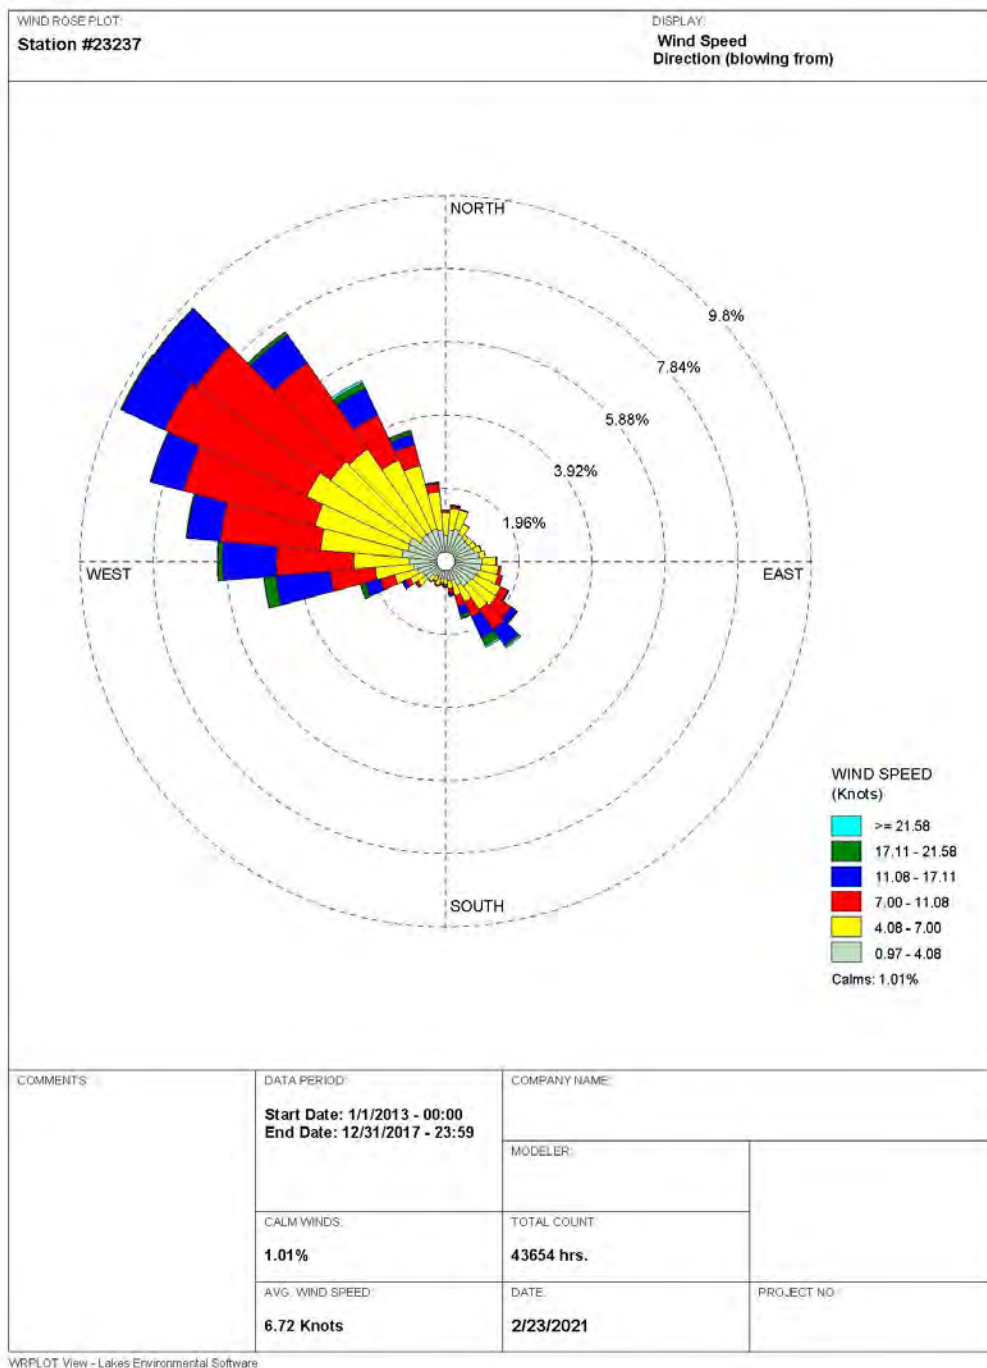 WIND ROSE PLOT:
Station #23237
DISPLAY:
Wind Speed
Direction (blowing from)
NORTH
9.8%
7.84%
5.88%
3.92%
1.96%
WEST
EAST
SOUTH
WIND SPEED
(Knots)
>= 21.58
17.11 - 21.58
11.08 - 17.11
7.00 - 11.08
4.08 - 7.00
0.97 - 4.08
Calms: 1.01%
COMMENTS:
DATA PERIOD:
Start Date: 1/1/2013 - 00:00
End Date: 12/31/2017 - 23:59
COMPANY NAME:
MODELER:
CALM WINDS:
1.01%
TOTAL COUNT:
43654 hrs.
AVG. WIND SPEED:
6.72 Knots
DATE:
2/23/2021
PROJECT NO.:
WRPLOT View - Lakes Environmental Software